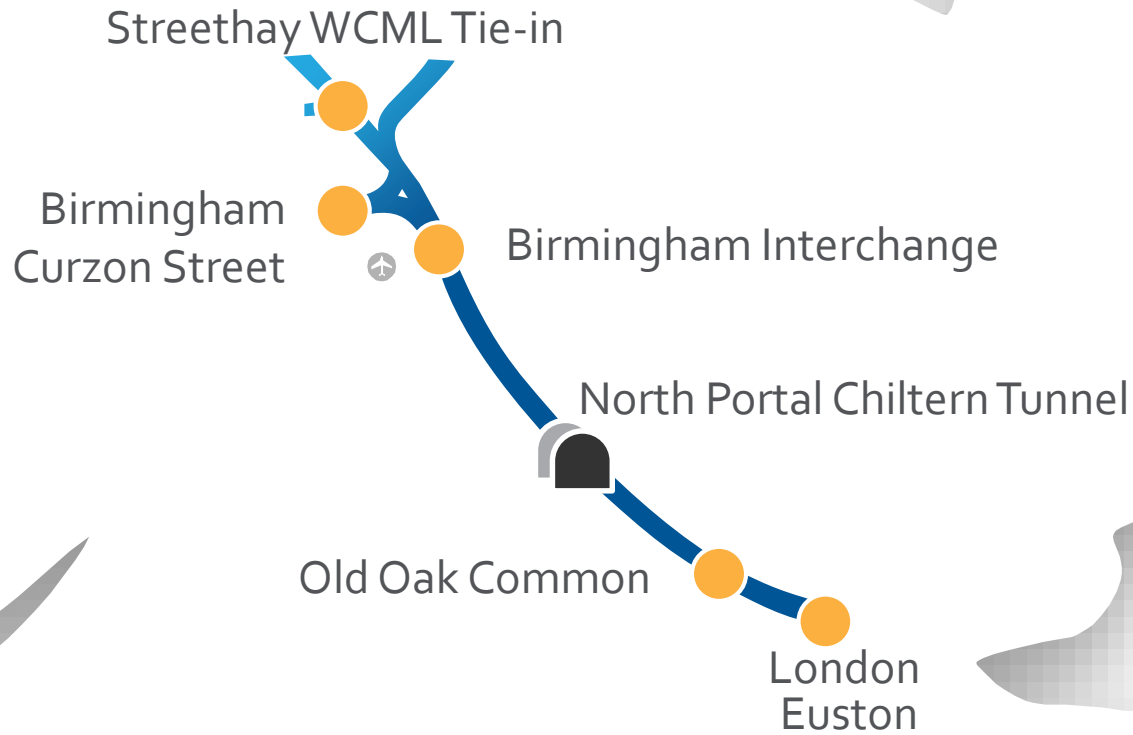 Streethay WCML Tie-in
Birmingham
Curzon Street
Birmingham Interchange
North Portal Chiltern Tunnel
Old Oak Common
London
Euston